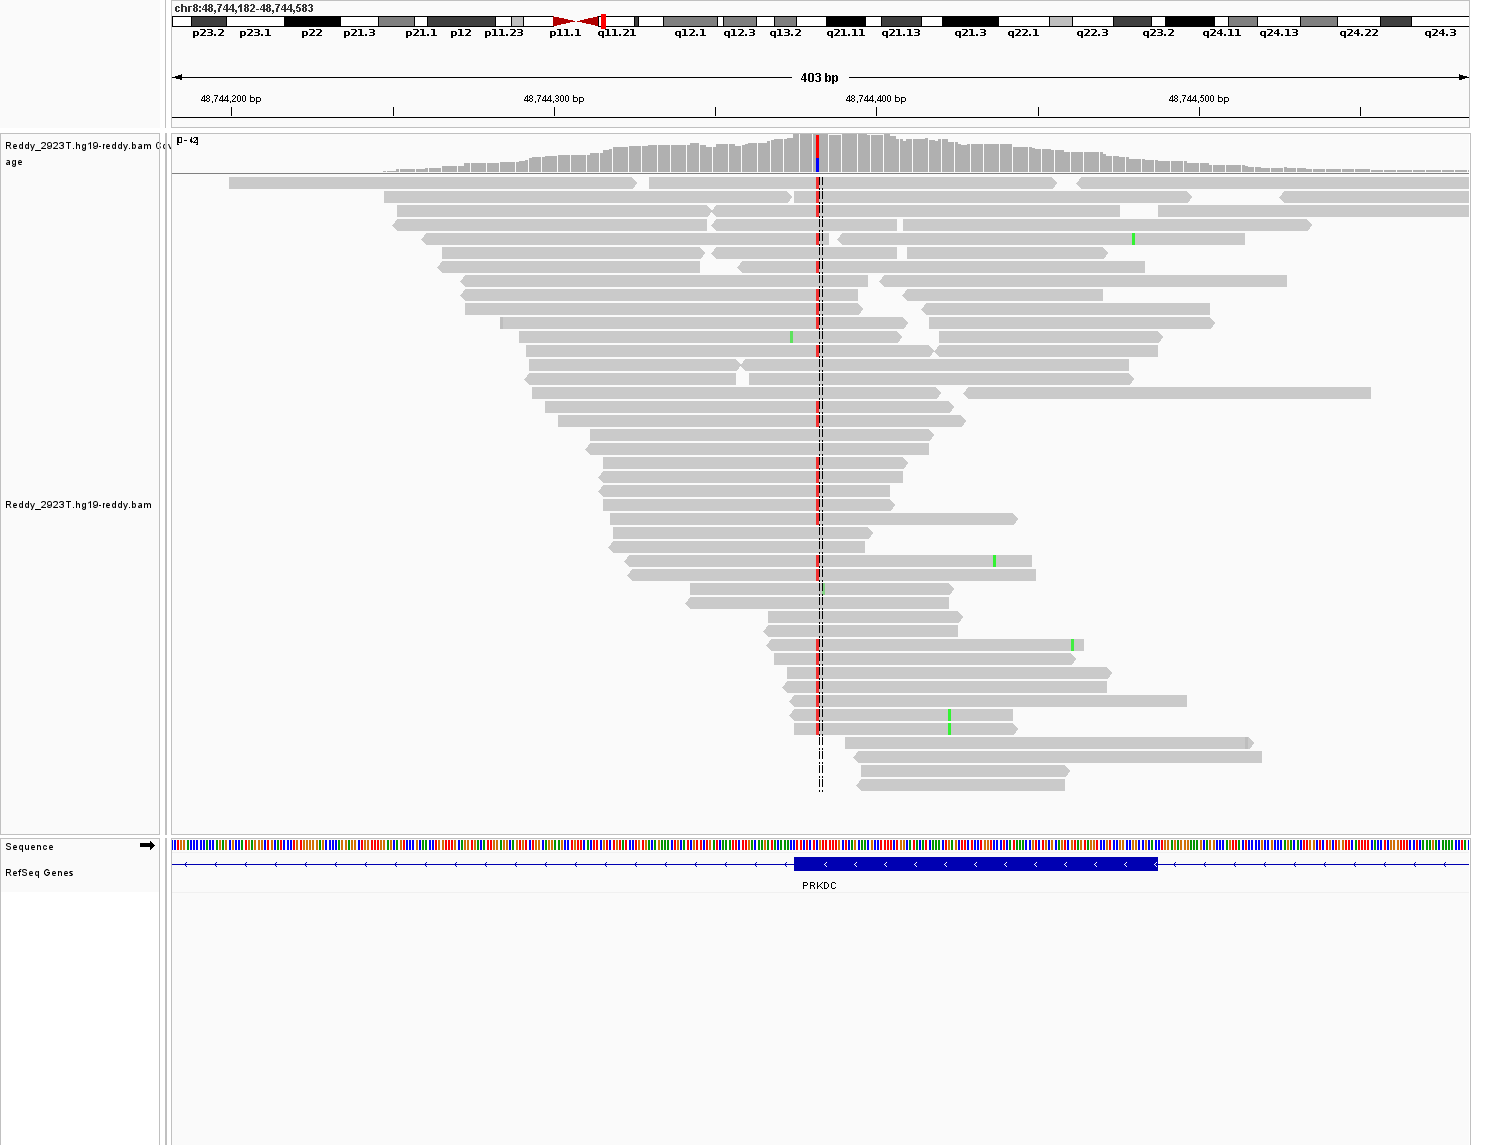 chr8:48,744,182-48,744,583
p23.2 p23.1 p22 p21.3 p21.1 p12 p11.23 p11.1 q11.21 q12.1 q12.3 q13.2 q21.11 q21.13 q21.3 q22.1 q22.3 q23.2 q24.11 q24.13 q24.22 q24.3
403 bp
48,744,200 bp 48,744,300 bp 48,744,400 bp 48,744,500 bp
Reddy_2923T.hg19-reddy.bam Cov
age
[0 - 42]
Reddy_2923T.hg19-reddy.bam
Sequence
RefSeq Genes
PRKDC